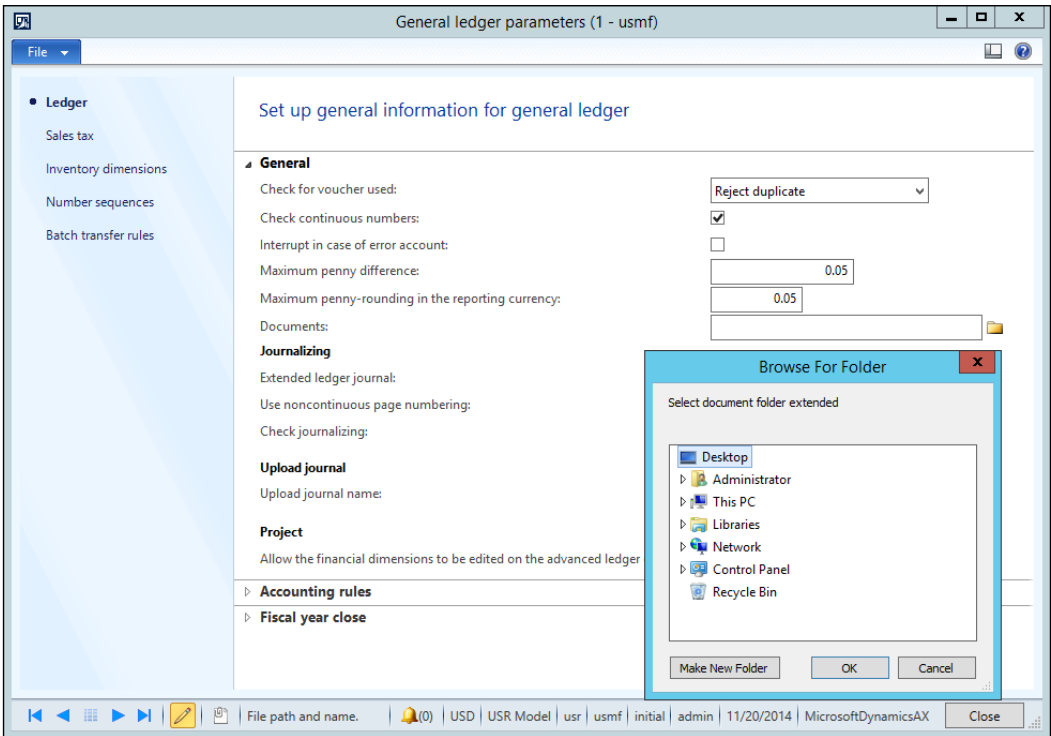 General ledger parameters (1 - usmf)
File
Ledger
Sales tax
Inventory dimensions
Number sequences
Batch transfer rules
Set up general information for general ledger
General
Check for voucher used: Reject duplicate
Check continuous numbers:
Interrupt in case of error account:
Maximum penny difference: 0.05
Maximum penny-rounding in the reporting currency: 0.05
Documents:
Journalizing
Extended ledger journal:
Use noncontinuous page numbering:
Check journalizing:
Upload journal
Upload journal name:
Project
Allow the financial dimensions to be edited on the advanced ledger
Accounting rules
Fiscal year close
Browse For Folder
Select document folder extended
Desktop
Administrator
This PC
Libraries
Network
Control Panel
Recycle Bin
Make New Folder OK Cancel
File path and name. (0) USD USR Model usr usmf initial admin 11/20/2014 MicrosoftDynamicsAX Close